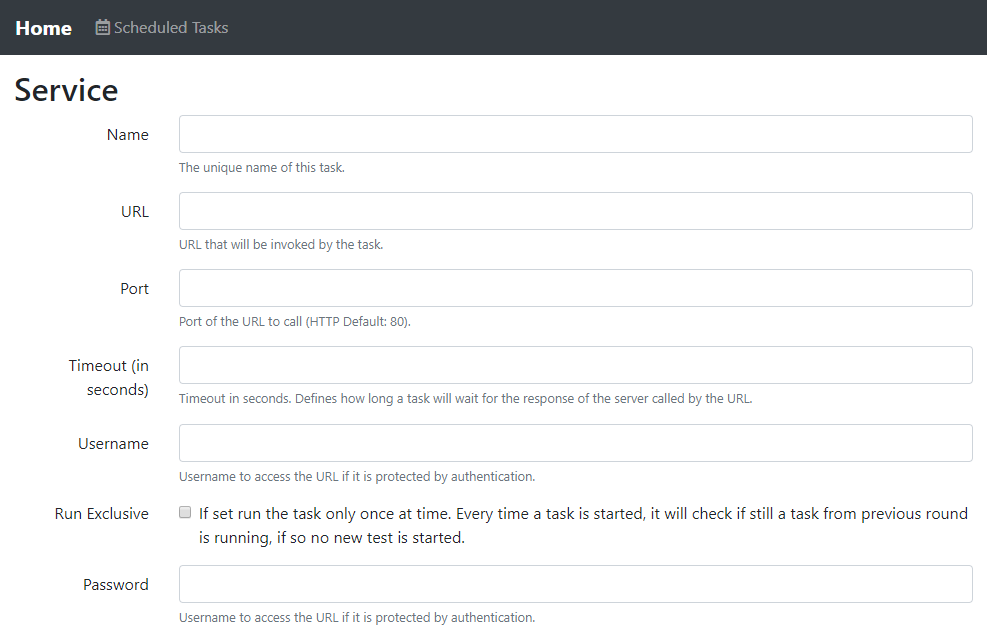 Home Scheduled Tasks
Service
Name
The unique name of this task.
URL
URL that will be invoked by the task.
Port
Port of the URL to call (HTTP Default: 80).
Timeout (in
seconds)
Timeout in seconds. Defines how long a task will wait for the response of the server called by the URL.
Username
Username to access the URL if it is protected by authentication.
Run Exclusive
If set run the task only once at time. Every time a task is started, it will check if still a task from previous round
is running, if so no new test is started.
Password
Username to access the URL if it is protected by authentication.